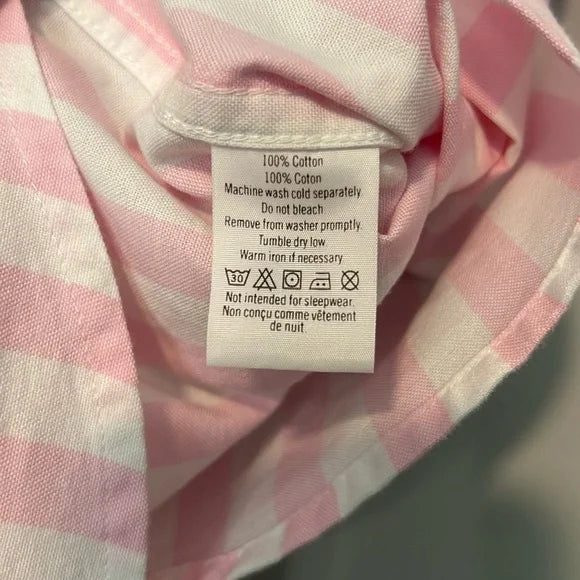 100% Cotton
100% Coton
Machine wash cold separately.
Do not bleach
Remove from washer promptly.
Tumble dry low
Warm iron if necessary
30
Not intended for sleepwear.
Non conçu comme vêtement
de nuit